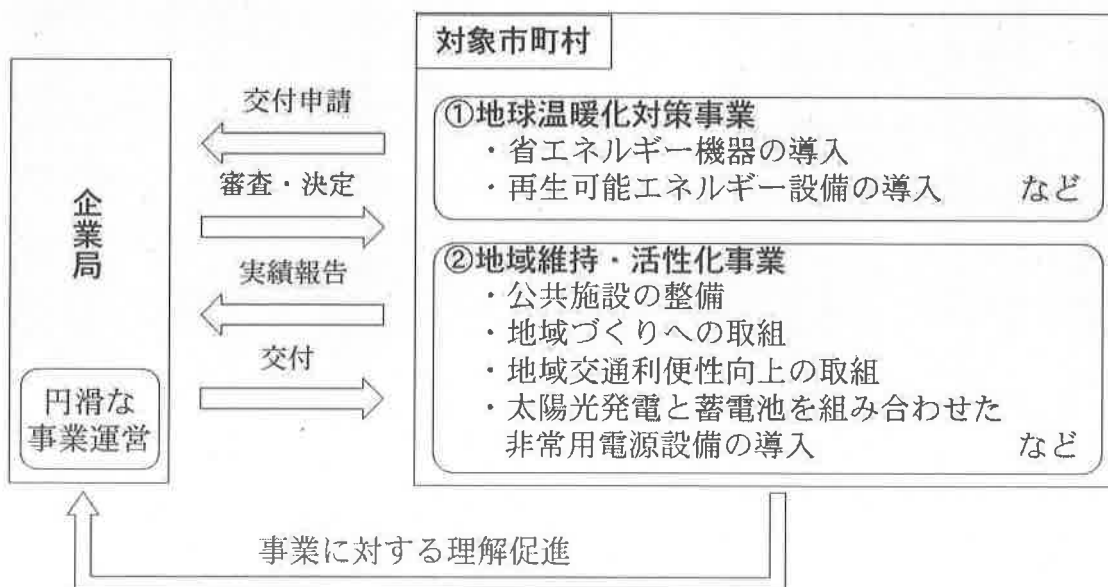 対象市町村
企業局
円滑な
事業運営
交付申請
審査・決定
実績報告
交付
①地球温暖化対策事業
・省エネルギー機器の導入
・再生可能エネルギー設備の導入 など
②地域維持・活性化事業
・公共施設の整備
・地域づくりへの取組
・地域交通利便性向上の取組
・太陽光発電と蓄電池を組み合わせた
非常用電源設備の導入 など
事業に対する理解促進